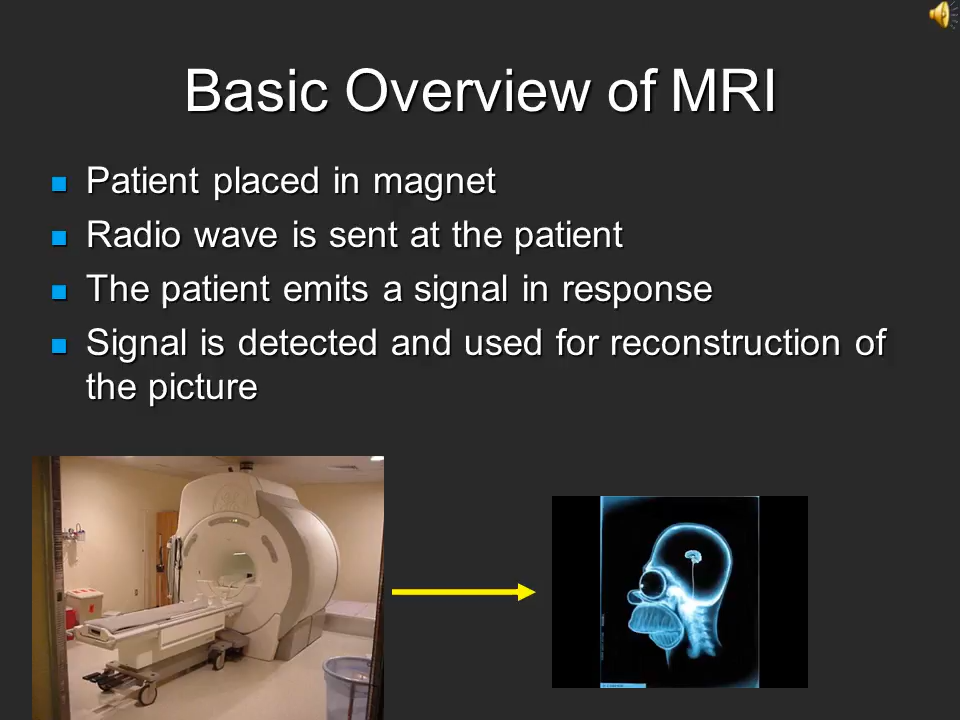 Basic Overview of MRI
Patient placed in magnet
Radio wave is sent at the patient
The patient emits a signal in response
Signal is detected and used for reconstruction of
the picture